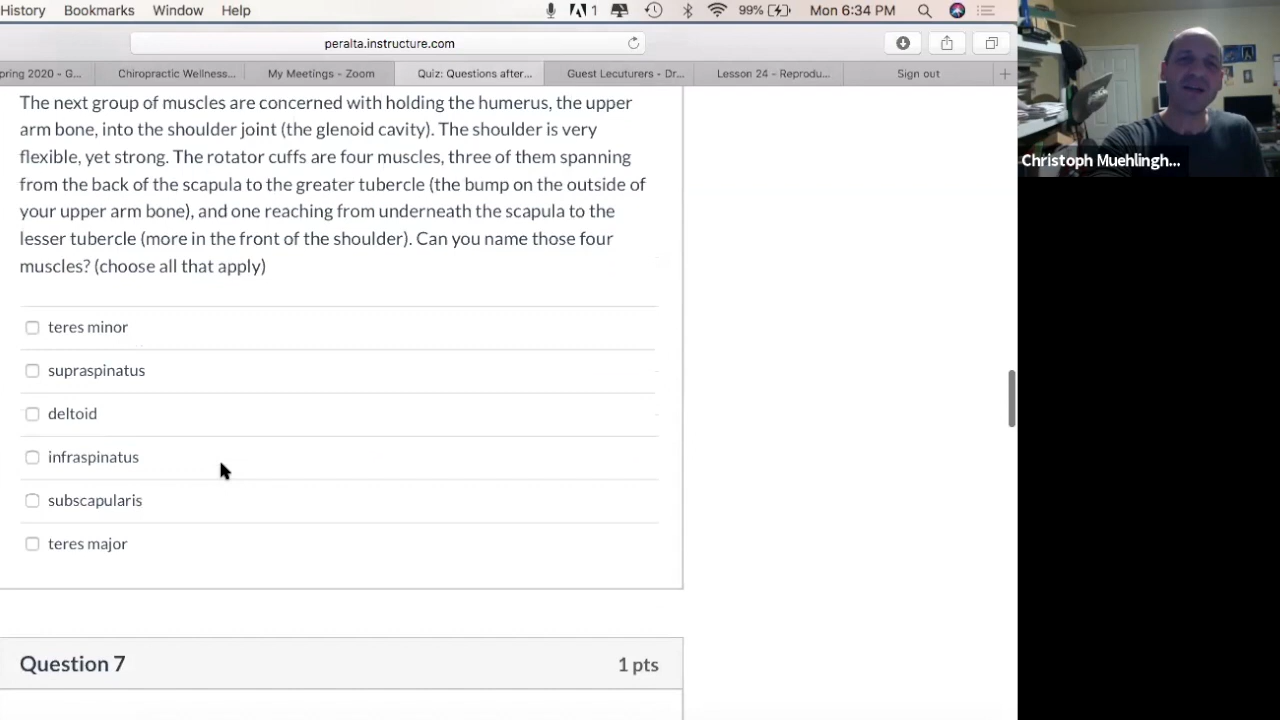 History Bookmarks Window Help 1 99% Mon 6:34 PM
peralta.instructure.com
pring 2020 - G... Chiropractic Wellness... My Meetings - Zoom Quiz: Questions after... Guest Lecuturers - Dr... Lesson 24 - Reprodu... Sign out
The next group of muscles are concerned with holding the humerus, the upper
arm bone, into the shoulder joint (the glenoid cavity). The shoulder is very
flexible, yet strong. The rotator cuffs are four muscles, three of them spanning
from the back of the scapula to the greater tubercle (the bump on the outside of
your upper arm bone), and one reaching from underneath the scapula to the
lesser tubercle (more in the front of the shoulder). Can you name those four
muscles? (choose all that apply)
teres minor
supraspinatus
deltoid
infraspinatus
subscapularis
teres major
Question 7 1 pts
Christoph Muehlingh...